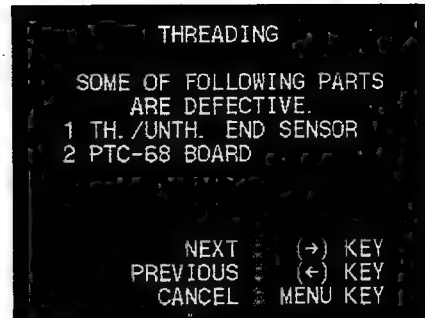 THREADING
SOME OF FOLLOWING PARTS
ARE DEFECTIVE.
1 TH./UNTH. END SENSOR
2 PTC-68 BOARD
NEXT : (→) KEY
PREVIOUS : (←) KEY
CANCEL : MENU KEY